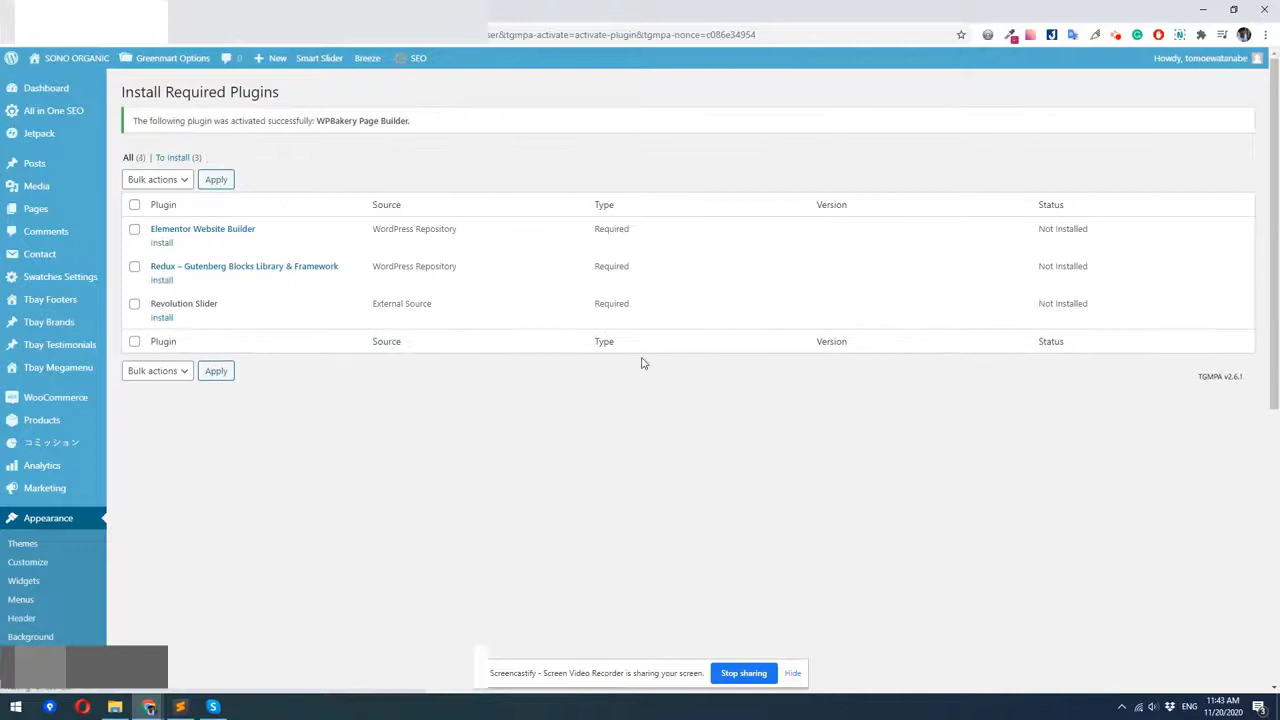 ser&tgmpa-activate=activate-plugin&tgmpa-nonce=c086e34954
SONO ORGANIC
Greenmart Options
0
New
Smart Slider
Breeze
SEO
Howdy, tomoewatanabe
Dashboard
All in One SEO
Jetpack
Posts
Media
Pages
Comments
Contact
Swatches Settings
Tbay Footers
Tbay Brands
Tbay Testimonials
Tbay Megamenu
WooCommerce
Products
コミッション
Analytics
Marketing
Appearance
Themes
Customize
Widgets
Menus
Header
Background
Install Required Plugins
The following plugin was activated successfully: WPBakery Page Builder.
All (4) | To Install (3)
Bulk actions Apply
Plugin Source Type Version Status
Elementor Website Builder WordPress Repository Required Not Installed
Install
Redux – Gutenberg Blocks Library & Framework WordPress Repository Required Not Installed
Install
Revolution Slider External Source Required Not Installed
Install
Plugin Source Type Version Status
Bulk actions Apply
TGMPA v2.6.1
Screencastify - Screen Video Recorder is sharing your screen. Stop sharing Hide
ENG
11:43 AM
11/20/2020